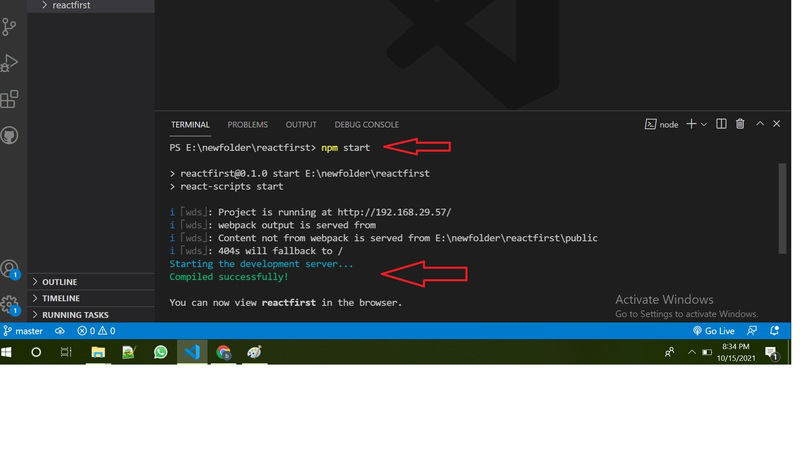 reactfirst
TERMINAL PROBLEMS OUTPUT DEBUG CONSOLE
node
PS E:\newfolder\reactfirst> npm start
> reactfirst@0.1.0 start E:\newfolder\reactfirst
> react-scripts start
i ｢wds｣: Project is running at http://192.168.29.57/
i ｢wds｣: webpack output is served from
i ｢wds｣: Content not from webpack is served from E:\newfolder\reactfirst\public
i ｢wds｣: 404s will fallback to /
Starting the development server...
Compiled successfully!
You can now view reactfirst in the browser.
1
1
OUTLINE
TIMELINE
RUNNING TASKS
Activate Windows
Go to Settings to activate Windows.
master 0 0 Go Live
8:34 PM
10/15/2021
1